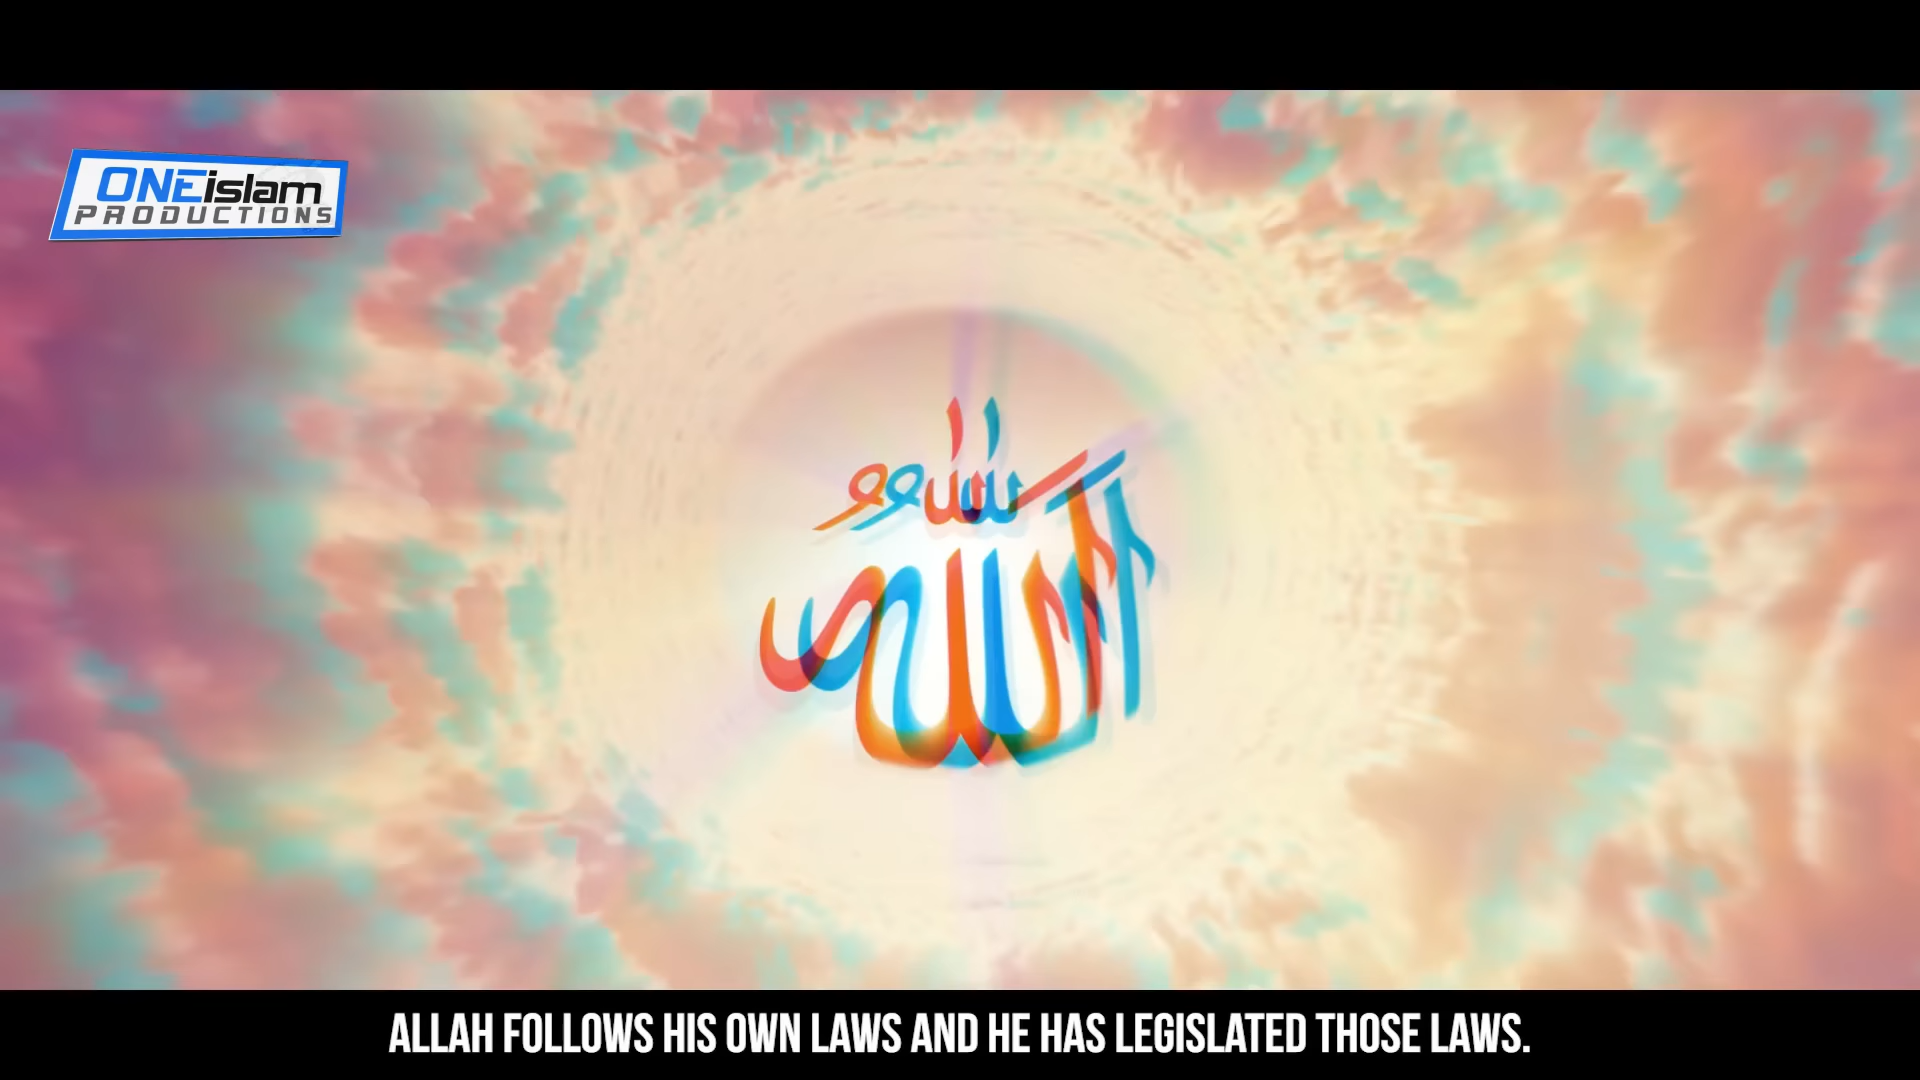 ONEislam
PRODUCTIONS
الله
ALLAH FOLLOWS HIS OWN LAWS AND HE HAS LEGISLATED THOSE LAWS.